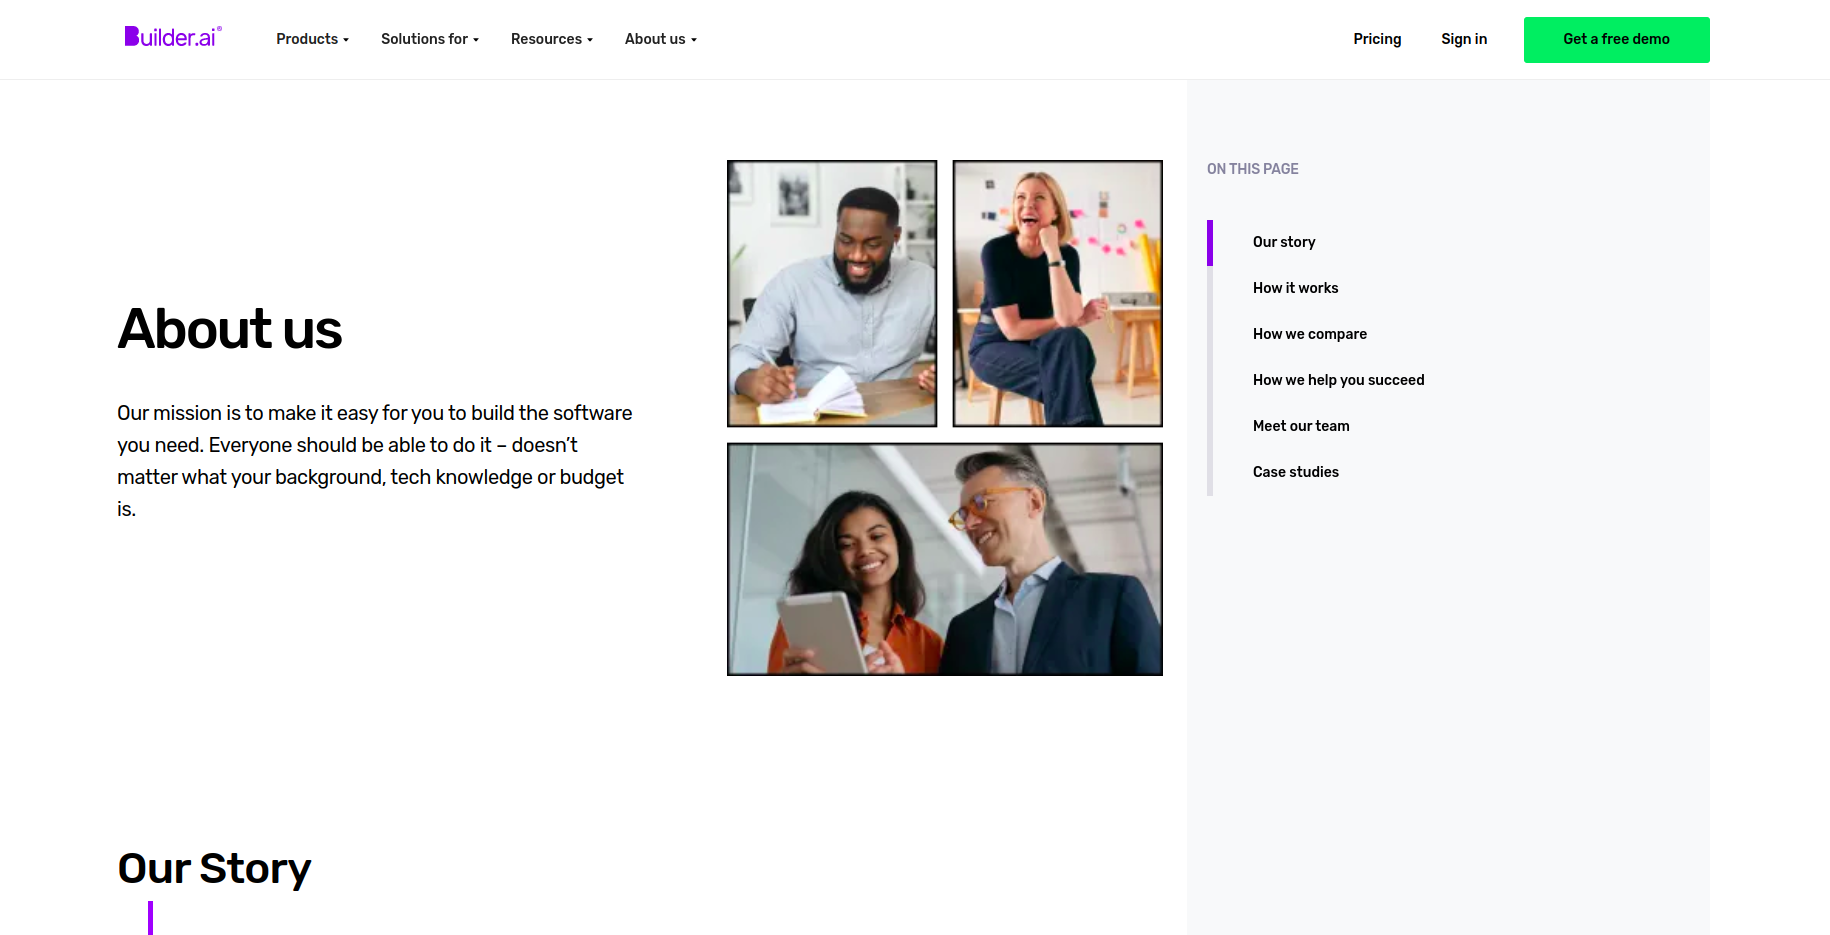 Builder.ai®
Products
Solutions for
Resources
About us
Pricing
Sign in
Get a free demo
About us
Our mission is to make it easy for you to build the software
you need. Everyone should be able to do it – doesn’t
matter what your background, tech knowledge or budget
is.
ON THIS PAGE
Our story
How it works
How we compare
How we help you succeed
Meet our team
Case studies
Our Story